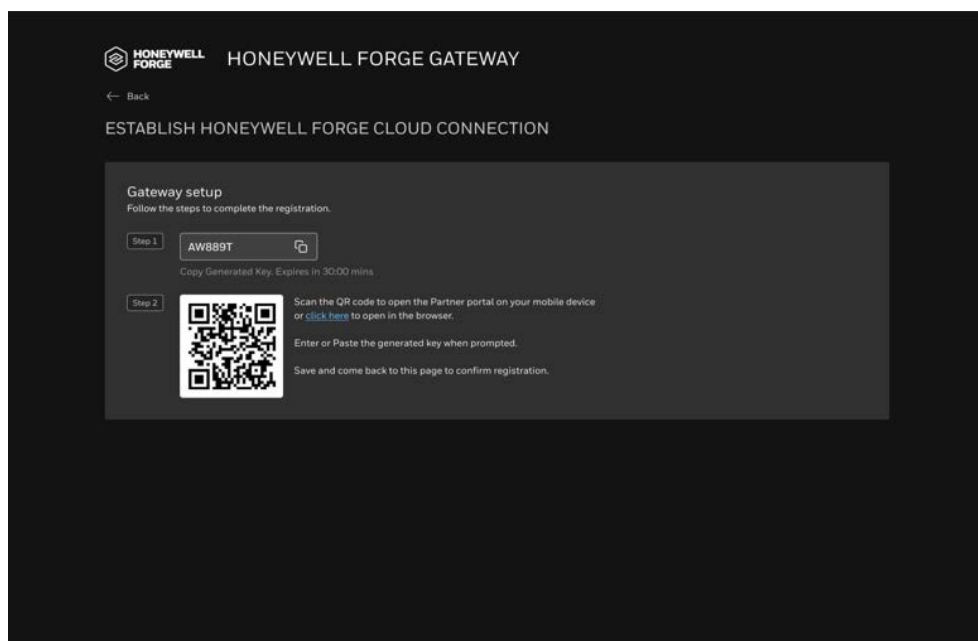 HONEYWELL FORGE
HONEYWELL FORGE GATEWAY
← Back
ESTABLISH HONEYWELL FORGE CLOUD CONNECTION
Gateway setup
Follow the steps to complete the registration.
Step 1
AW889T
Copy Generated Key. Expires in 30:00 mins
Step 2
Scan the QR code to open the Partner portal on your mobile device
or click here to open in the browser.
Enter or Paste the generated key when prompted.
Save and come back to this page to confirm registration.